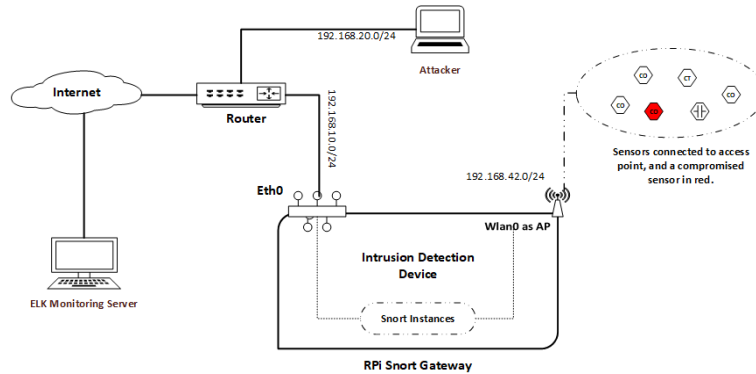 192.168.20.0/24
Attacker
Internet
Router
192.168.10.0/24
CO
CT
CO
CO
CO
Sensors connected to access
point, and a compromised
sensor in red.
192.168.42.0/24
Eth0
Wlan0 as AP
Intrusion Detection
Device
ELK Monitoring Server
Snort Instances
RPi Snort Gateway